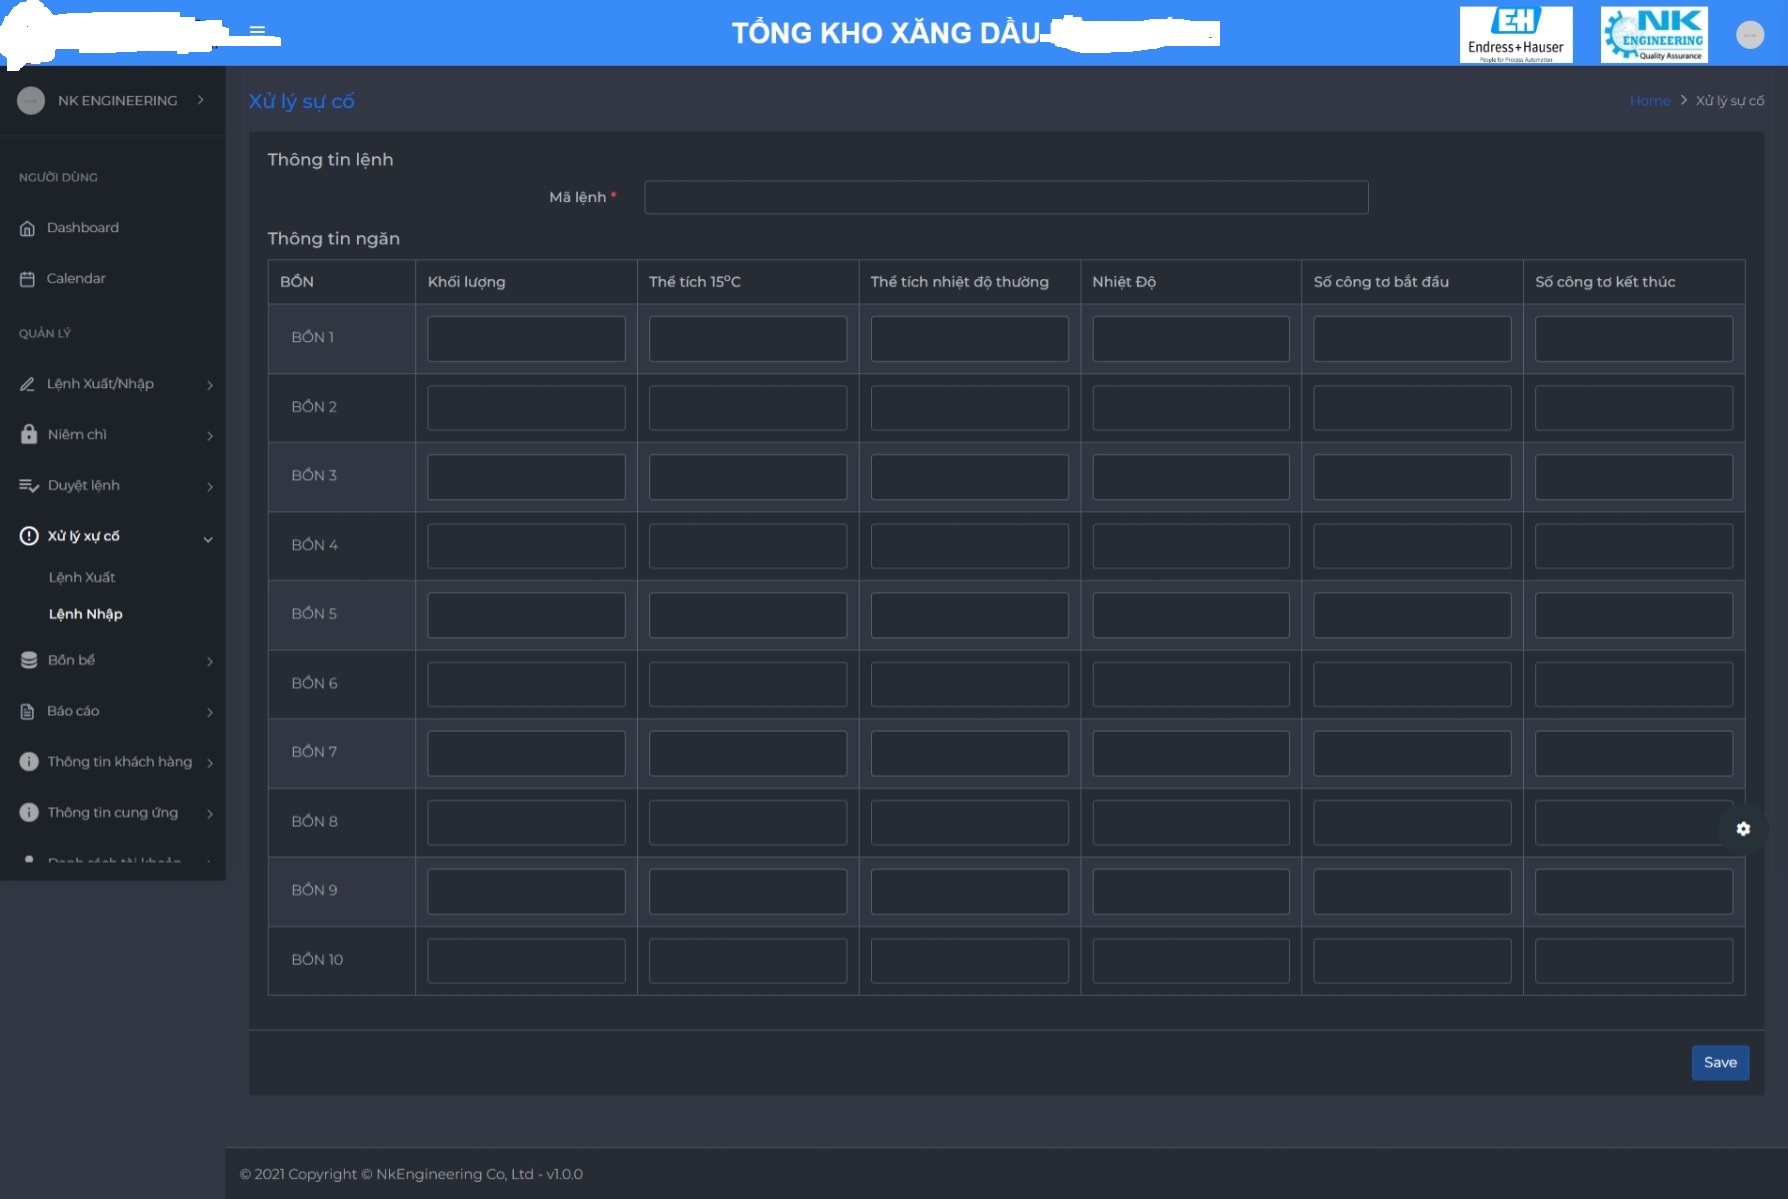 TỔNG KHO XĂNG DẦU
EH
Endress+Hauser
People for Process Automation
NK
ENGINEERING
Quality Assurance
NK ENGINEERING
NGƯỜI DÙNG
Dashboard
Calendar
QUẢN LÝ
Lệnh Xuất/Nhập
Niêm chì
Duyệt lệnh
Xử lý xự cố
Lệnh Xuất
Lệnh Nhập
Bồn bể
Báo cáo
Thông tin khách hàng
Thông tin cung ứng
Danh sách tài khoản
Xử lý sự cố
Home > Xử lý sự cố
Thông tin lệnh
Mã lệnh *
Thông tin ngăn
BỒN Khối lượng Thể tích 15⁰C Thể tích nhiệt độ thường Nhiệt Độ Số công tơ bắt đầu Số công tơ kết thúc
BỒN 1
BỒN 2
BỒN 3
BỒN 4
BỒN 5
BỒN 6
BỒN 7
BỒN 8
BỒN 9
BỒN 10
Save
© 2021 Copyright © NkEngineering Co, Ltd - v1.0.0